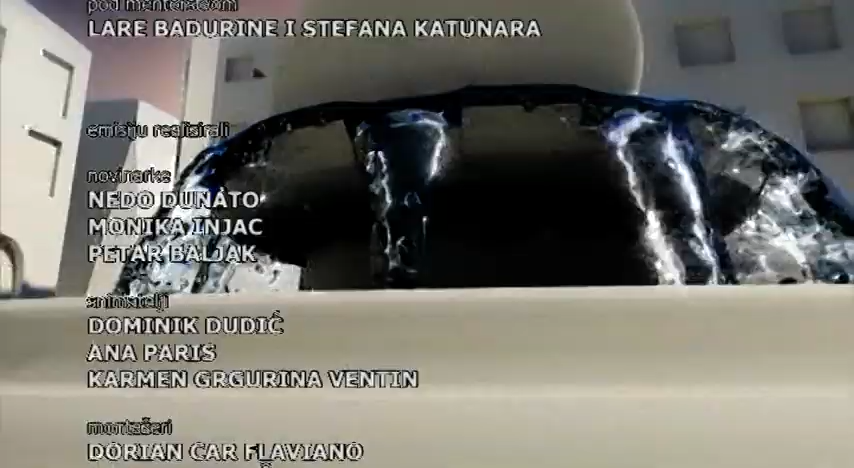 pod mentorstvom
LARE BADURINE I STEFANA KATUNARA
emisiju realizirali
novinarke
NEDO DUNATO
MONIKA INJAC
PETAR BALJAK
snimatelji
DOMINIK DUDIĆ
ANA PARIS
KARMEN GRGURINA VENTIN
montažeri
DORIAN CAR FLAVIANO